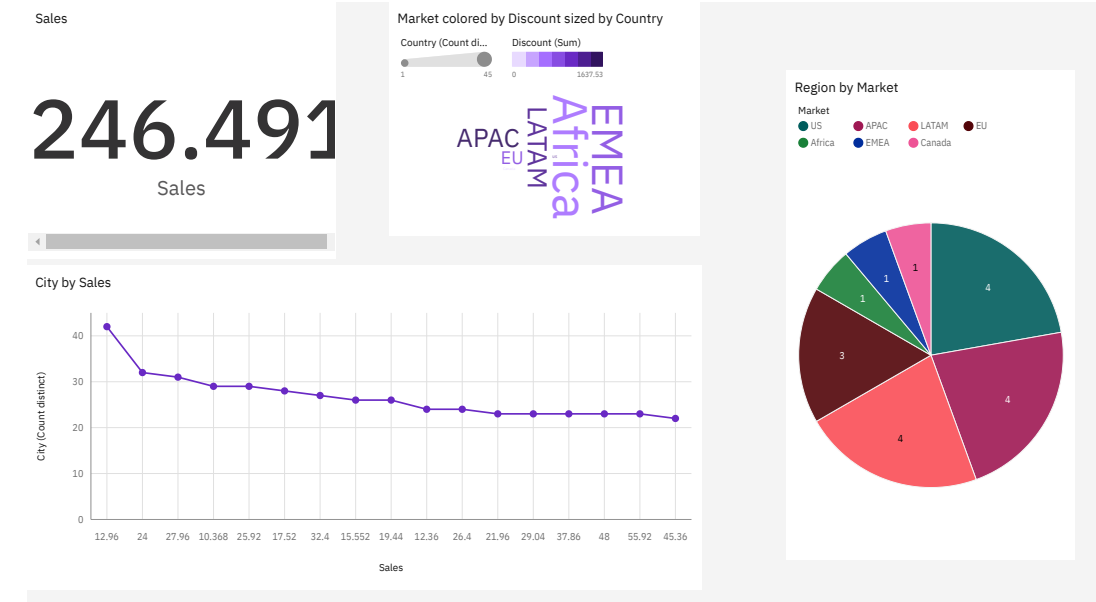 Sales
246.491
Sales
Market colored by Discount sized by Country
Country (Count di... Discount (Sum)
1 45 0 1637.53
APAC
EU
LATAM
Africa
EMEA
Region by Market
Market
US APAC LATAM EU
Africa EMEA Canada
4
4
4
3
1
1
1
City by Sales
City (Count distinct)
40
30
20
10
0
12.96 24 27.96 10.368 25.92 17.52 32.4 15.552 19.44 12.36 26.4 21.96 29.04 37.86 48 55.92 45.36
Sales